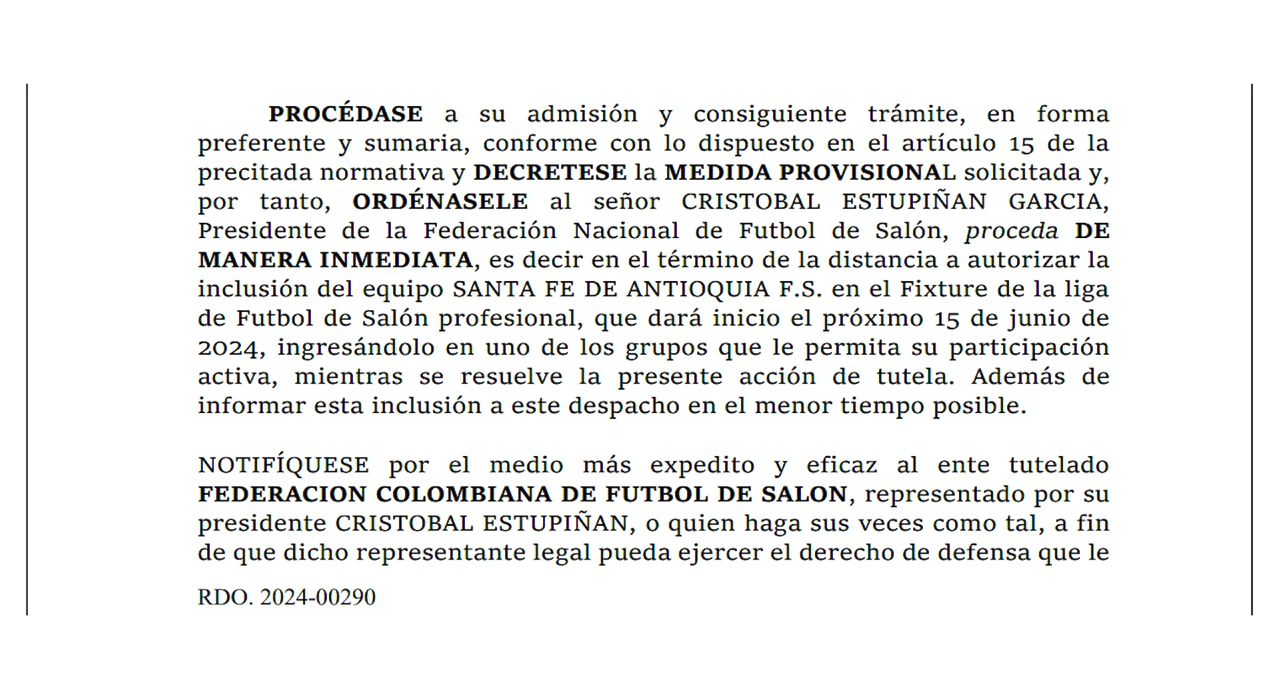 PROCÉDASE a su admisión y consiguiente trámite, en forma
preferente y sumaria, conforme con lo dispuesto en el artículo 15 de la
precitada normativa y DECRETESE la MEDIDA PROVISIONAL solicitada y,
por tanto, ORDÉNASELE al señor CRISTOBAL ESTUPIÑAN GARCIA,
Presidente de la Federación Nacional de Futbol de Salón, proceda DE
MANERA INMEDIATA, es decir en el término de la distancia a autorizar la
inclusión del equipo SANTA FE DE ANTIOQUIA F.S. en el Fixture de la liga
de Futbol de Salón profesional, que dará inicio el próximo 15 de junio de
2024, ingresándolo en uno de los grupos que le permita su participación
activa, mientras se resuelve la presente acción de tutela. Además de
informar esta inclusión a este despacho en el menor tiempo posible.
NOTIFÍQUESE por el medio más expedito y eficaz al ente tutelado
FEDERACION COLOMBIANA DE FUTBOL DE SALON, representado por su
presidente CRISTOBAL ESTUPIÑAN, o quien haga sus veces como tal, a fin
de que dicho representante legal pueda ejercer el derecho de defensa que le
RDO. 2024-00290